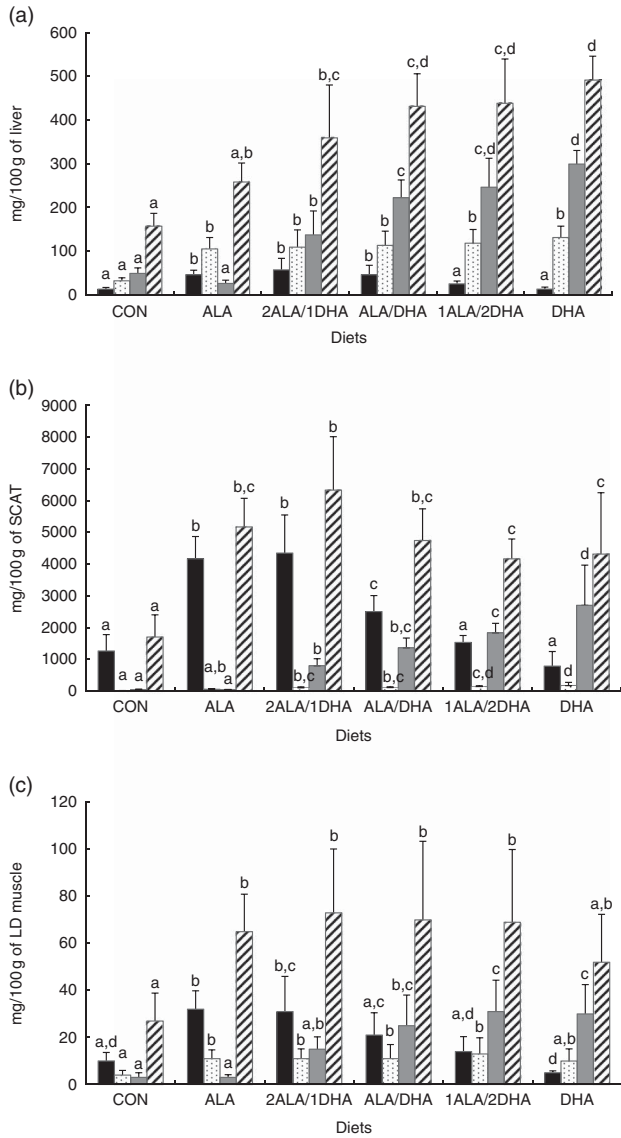 (a)
mg/100 g of liver
600
500
400
300
200
100
0
a a a a
b b a a,b
b b b b,c
b b c c,d
a b c,d c,d
a b d d
CON ALA 2ALA/1DHA ALA/DHA 1ALA/2DHA DHA
Diets
(b)
mg/100 g of SCAT
9000
8000
7000
6000
5000
4000
3000
2000
1000
0
a a a a
b a,b a b,c
b b,c b b
c b,c b,c b,c
a c,d c c
a d d c
CON ALA 2ALA/1DHA ALA/DHA 1ALA/2DHA DHA
Diets
(c)
mg/100 g of LD muscle
120
100
80
60
40
20
0
a,d a a a
b b a b
b,c b a,b b
a,c b b,c b
a,d b c b
d a,b c a,b
CON ALA 2ALA/1DHA ALA/DHA 1ALA/2DHA DHA
Diets